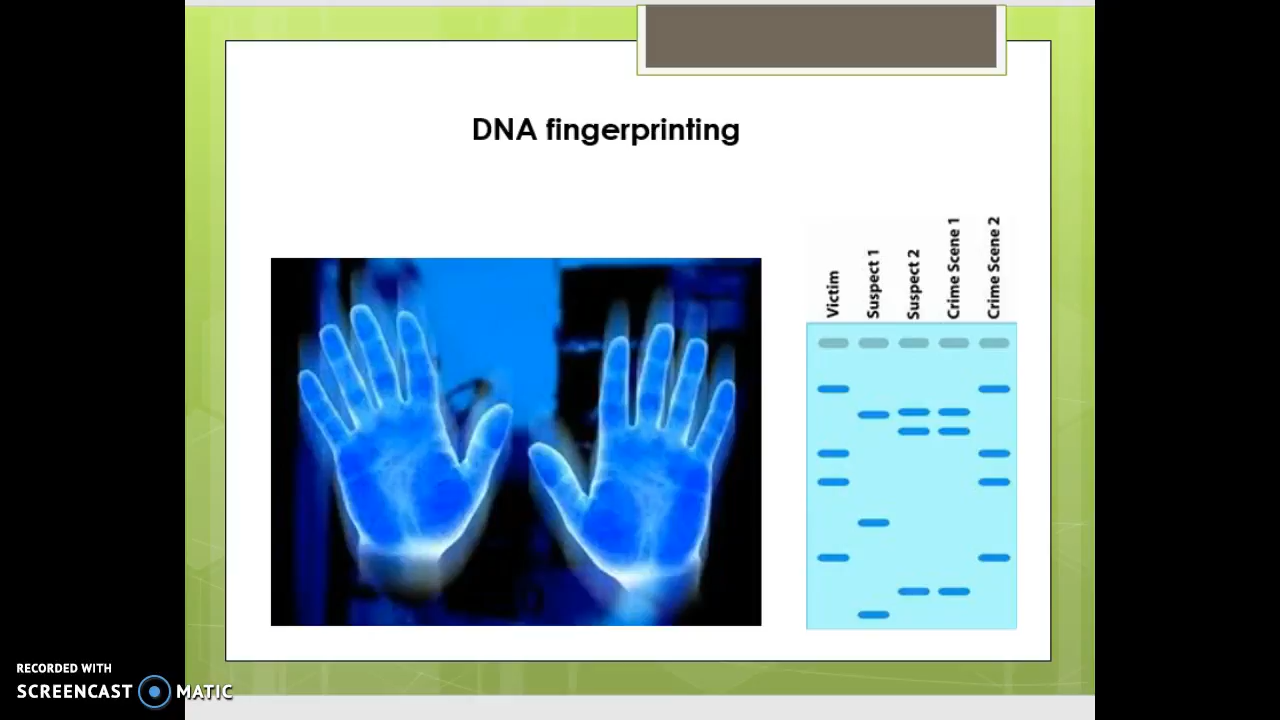 DNA fingerprinting
Victim
Suspect 1
Suspect 2
Crime Scene 1
Crime Scene 2
RECORDED WITH
SCREENCAST MATIC